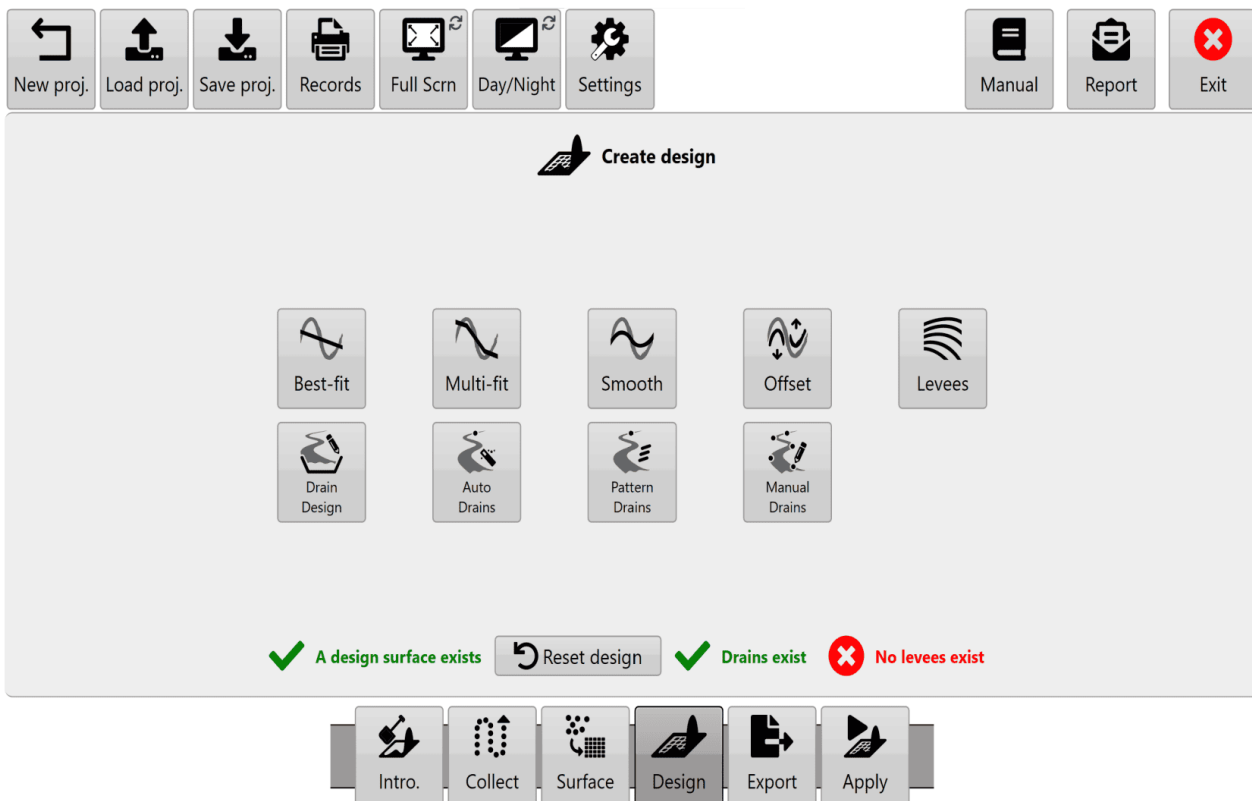 New proj.
Load proj.
Save proj.
Records
Full Scrn
Day/Night
Settings
Manual
Report
Exit
Create design
Best-fit
Multi-fit
Smooth
Offset
Levees
Drain
Design
Auto
Drains
Pattern
Drains
Manual
Drains
A design surface exists
Reset design
Drains exist
No levees exist
Intro.
Collect
Surface
Design
Export
Apply